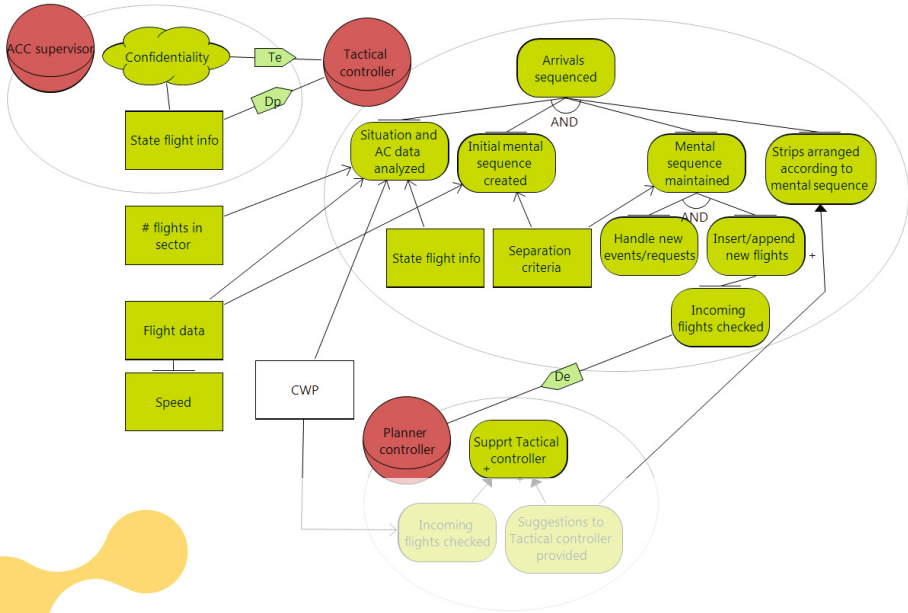 ACC supervisor
Confidentiality
Te
Tactical
controller
Dp
State flight info
Arrivals
sequenced
AND
Situation and
AC data
analyzed
Initial mental
sequence
created
Mental
sequence
maintained
Strips arranged
according to
mental sequence
AND
# flights in
sector
State flight info
Separation
criteria
Handle new
events/requests
Insert/append
new flights
+
Flight data
Incoming
flights checked
Speed
CWP
De
Planner
controller
Supprt Tactical
controller
+
+
Incoming
flights checked
Suggestions to
Tactical controller
provided